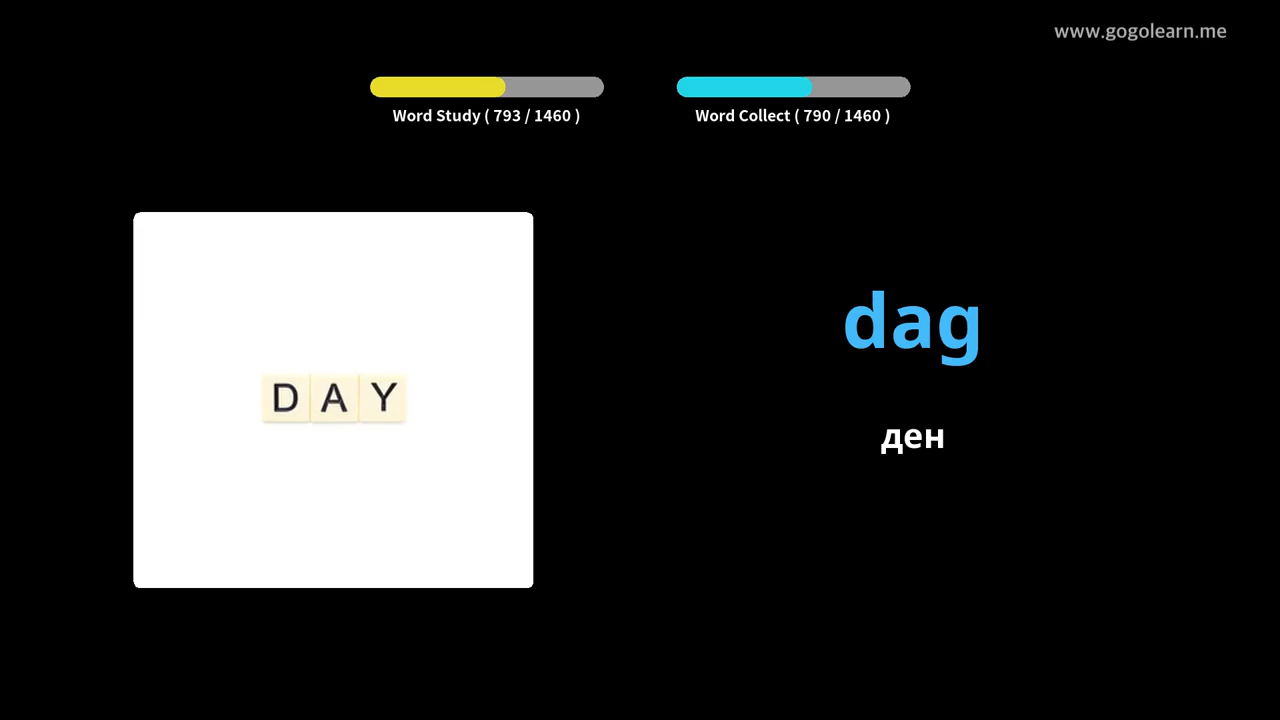 www.gogolearn.me
Word Study ( 793 / 1460 )
Word Collect ( 790 / 1460 )
DAY
dag
ден